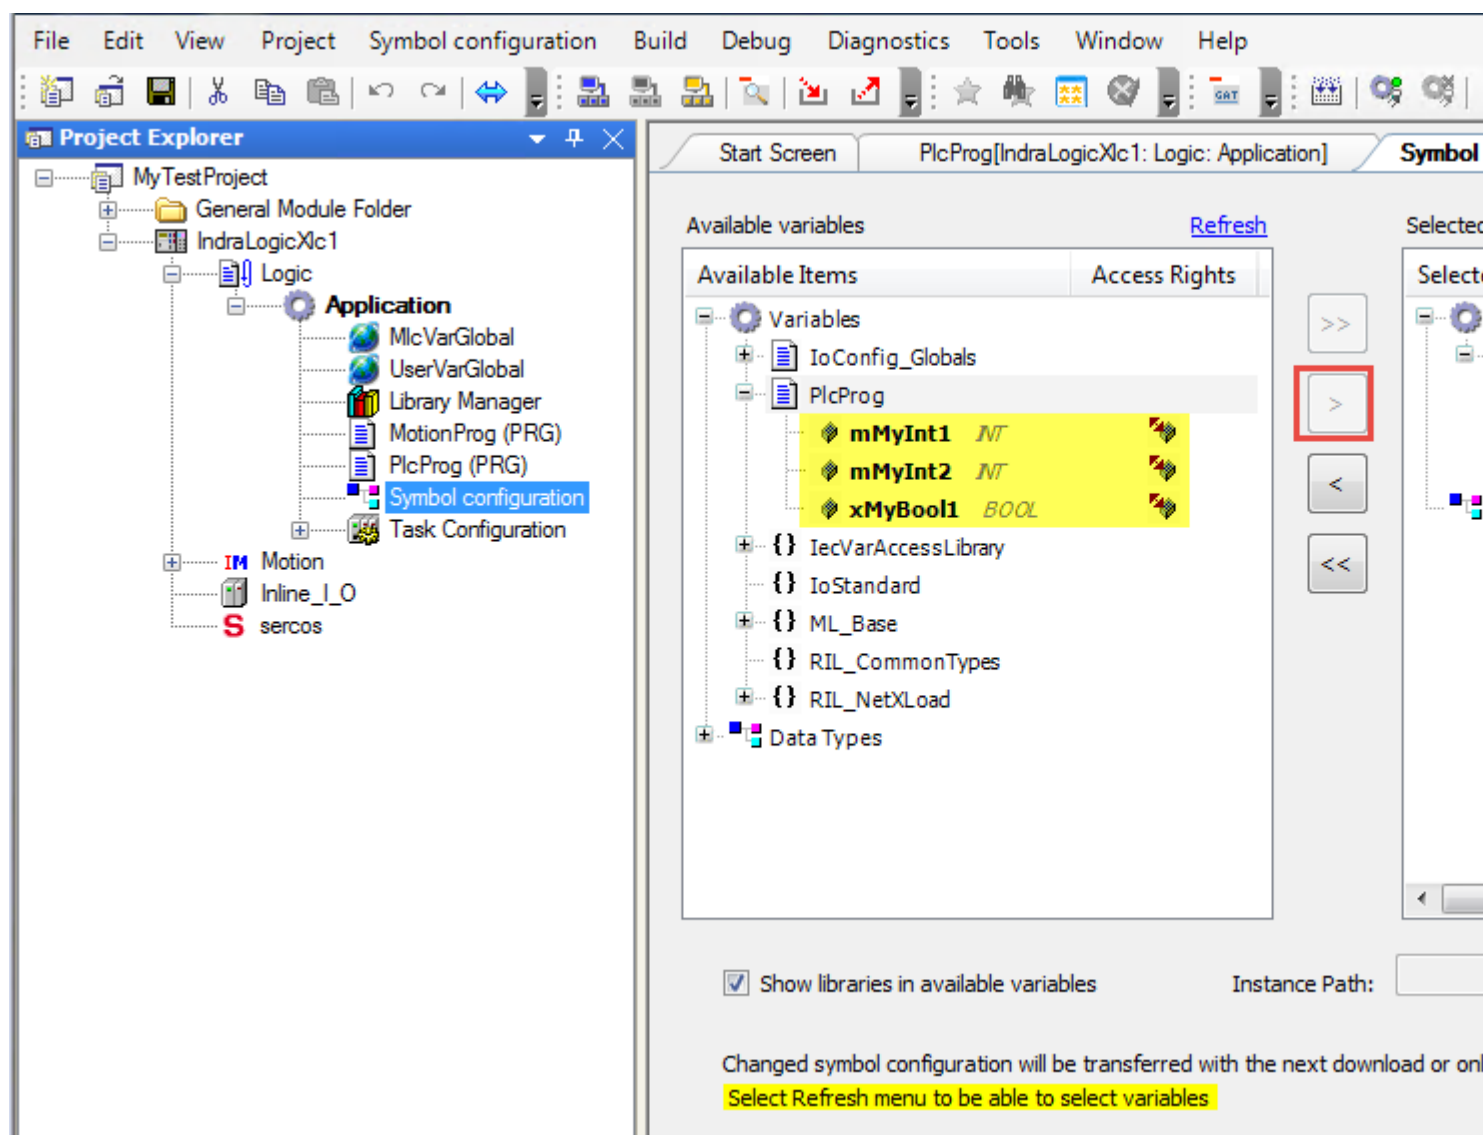 File Edit View Project Symbol configuration Build Debug Diagnostics Tools Window Help
GAT
Project Explorer
MyTestProject
General Module Folder
IndraLogicXlc1
Logic
Application
MlcVarGlobal
UserVarGlobal
Library Manager
MotionProg (PRG)
PlcProg (PRG)
Symbol configuration
Task Configuration
IM Motion
Inline_I_O
S sercos
Start Screen PlcProg[IndraLogicXlc1: Logic: Application] Symbol
Available variables Refresh Selected
Available Items Access Rights
Variables
IoConfig_Globals
PlcProg
mMyInt1 INT
mMyInt2 INT
xMyBool1 BOOL
{} IecVarAccessLibrary
{} IoStandard
{} ML_Base
{} RIL_CommonTypes
{} RIL_NetXLoad
Data Types
>>
>
<
<<
Show libraries in available variables Instance Path:
Changed symbol configuration will be transferred with the next download or onl
Select Refresh menu to be able to select variables